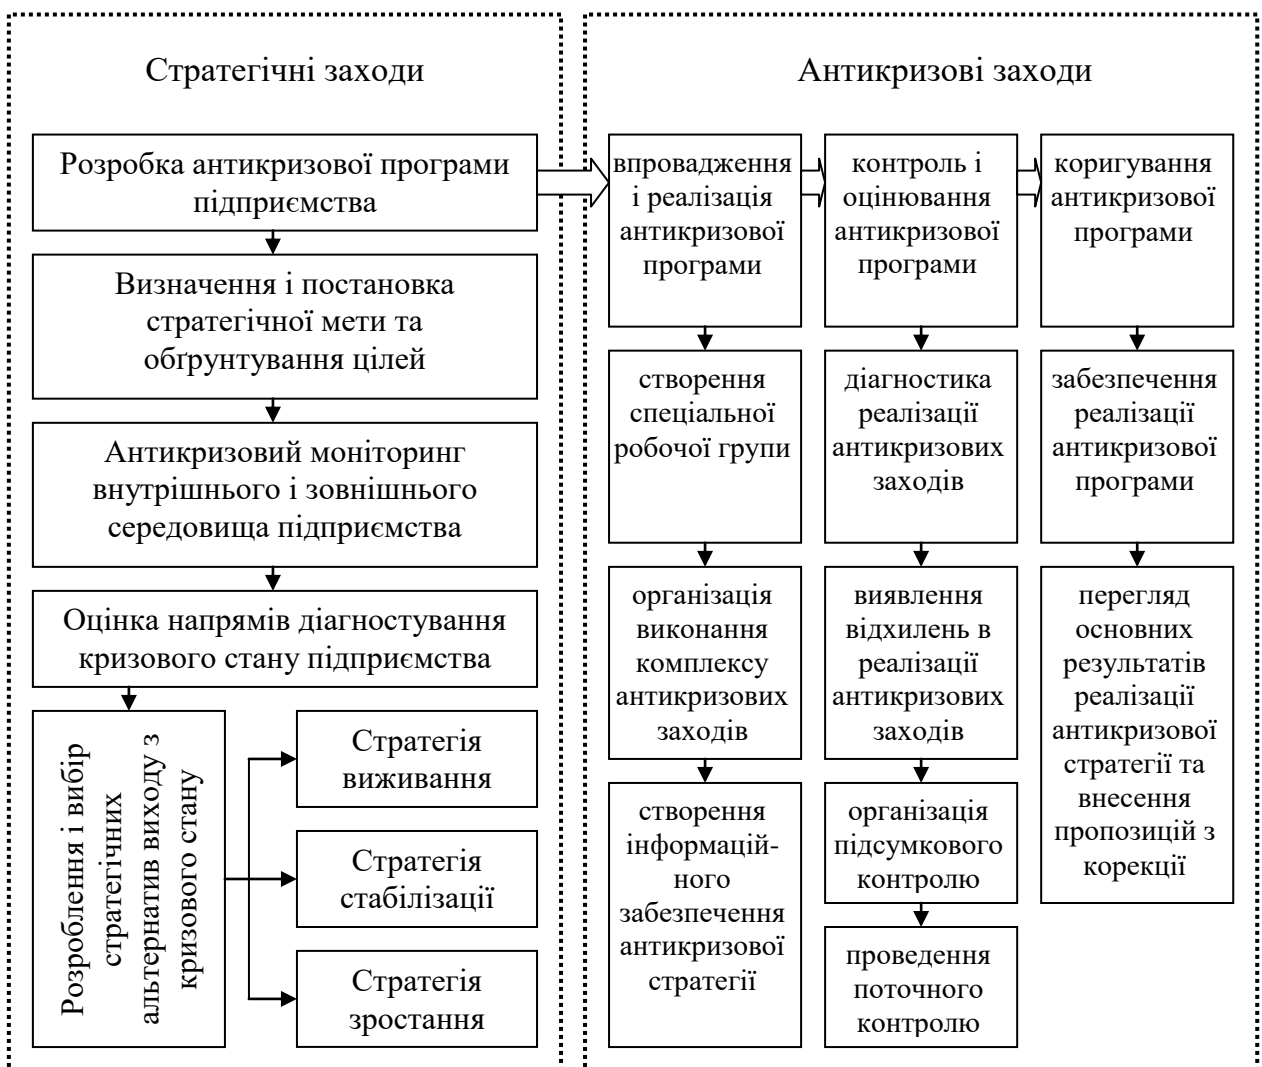 Стратегічні заходи
Розробка антикризової програми
підприємства
Визначення і постановка
стратегічної мети та
обґрунтування цілей
Антикризовий моніторинг
внутрішнього і зовнішнього
середовища підприємства
Оцінка напрямів діагностування
кризового стану підприємства
Розроблення і вибір
стратегічних
альтернатив виходу з
кризового стану
Стратегія
виживання
Стратегія
стабілізації
Стратегія
зростання
Антикризові заходи
впровадження
і реалізація
антикризової
програми
створення
спеціальної
робочої групи
організація
виконання
комплексу
антикризових
заходів
створення
інформацій-
ного
забезпечення
антикризової
стратегії
контроль і
оцінювання
антикризової
програми
діагностика
реалізації
антикризових
заходів
виявлення
відхилень в
реалізації
антикризових
заходів
організація
підсумкового
контролю
проведення
поточного
контролю
коригування
антикризової
програми
забезпечення
реалізації
антикризової
програми
перегляд
основних
результатів
реалізації
антикризової
стратегії та
внесення
пропозицій з
корекції